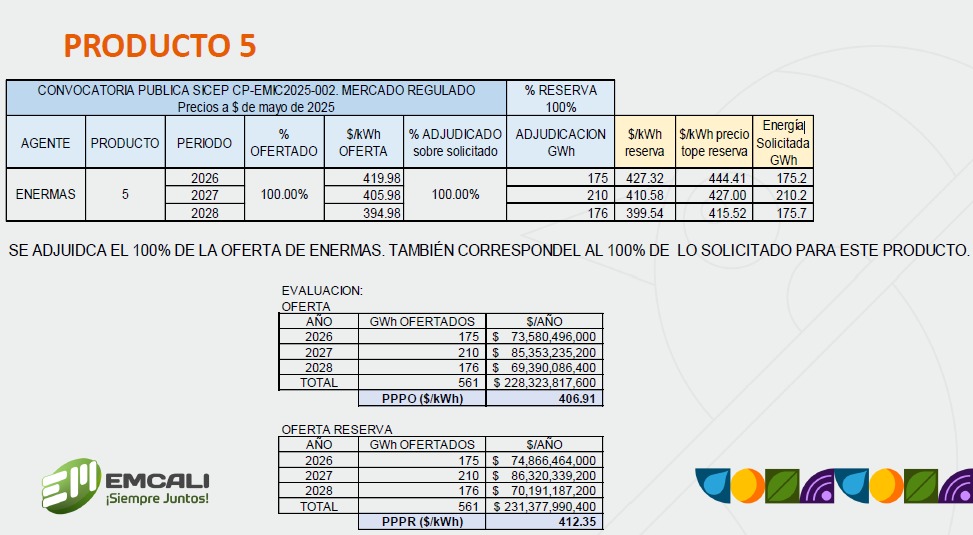 PRODUCTO 5
CONVOCATORIA PUBLICA SICEP CP-EMIC2025-002. MERCADO REGULADO
Precios a $ de mayo de 2025
% RESERVA
100%
AGENTE PRODUCTO PERIODO % OFERTADO $/kWh OFERTA % ADJUDICADO sobre solicitado ADJUDICACION GWh $/kWh reserva $/kWh precio tope reserva Energía| Solicitada GWh
ENERMAS 5 2026 100.00% 419.98 100.00% 175 427.32 444.41 175.2
2027 405.98 210 410.58 427.00 210.2
2028 394.98 176 399.54 415.52 175.7
SE ADJUIDCA EL 100% DE LA OFERTA DE ENERMAS. TAMBIÉN CORRESPONDEL AL 100% DE LO SOLICITADO PARA ESTE PRODUCTO.
EVALUACION:
OFERTA
AÑO GWh OFERTADOS $/AÑO
2026 175 $ 73,580,496,000
2027 210 $ 85,353,235,200
2028 176 $ 69,390,086,400
TOTAL 561 $ 228,323,817,600
PPPO ($/kWh) 406.91
OFERTA RESERVA
AÑO GWh OFERTADOS $/AÑO
2026 175 $ 74,866,464,000
2027 210 $ 86,320,339,200
2028 176 $ 70,191,187,200
TOTAL 561 $ 231,377,990,400
PPPR ($/kWh) 412.35
EMCALI
¡Siempre Juntos!